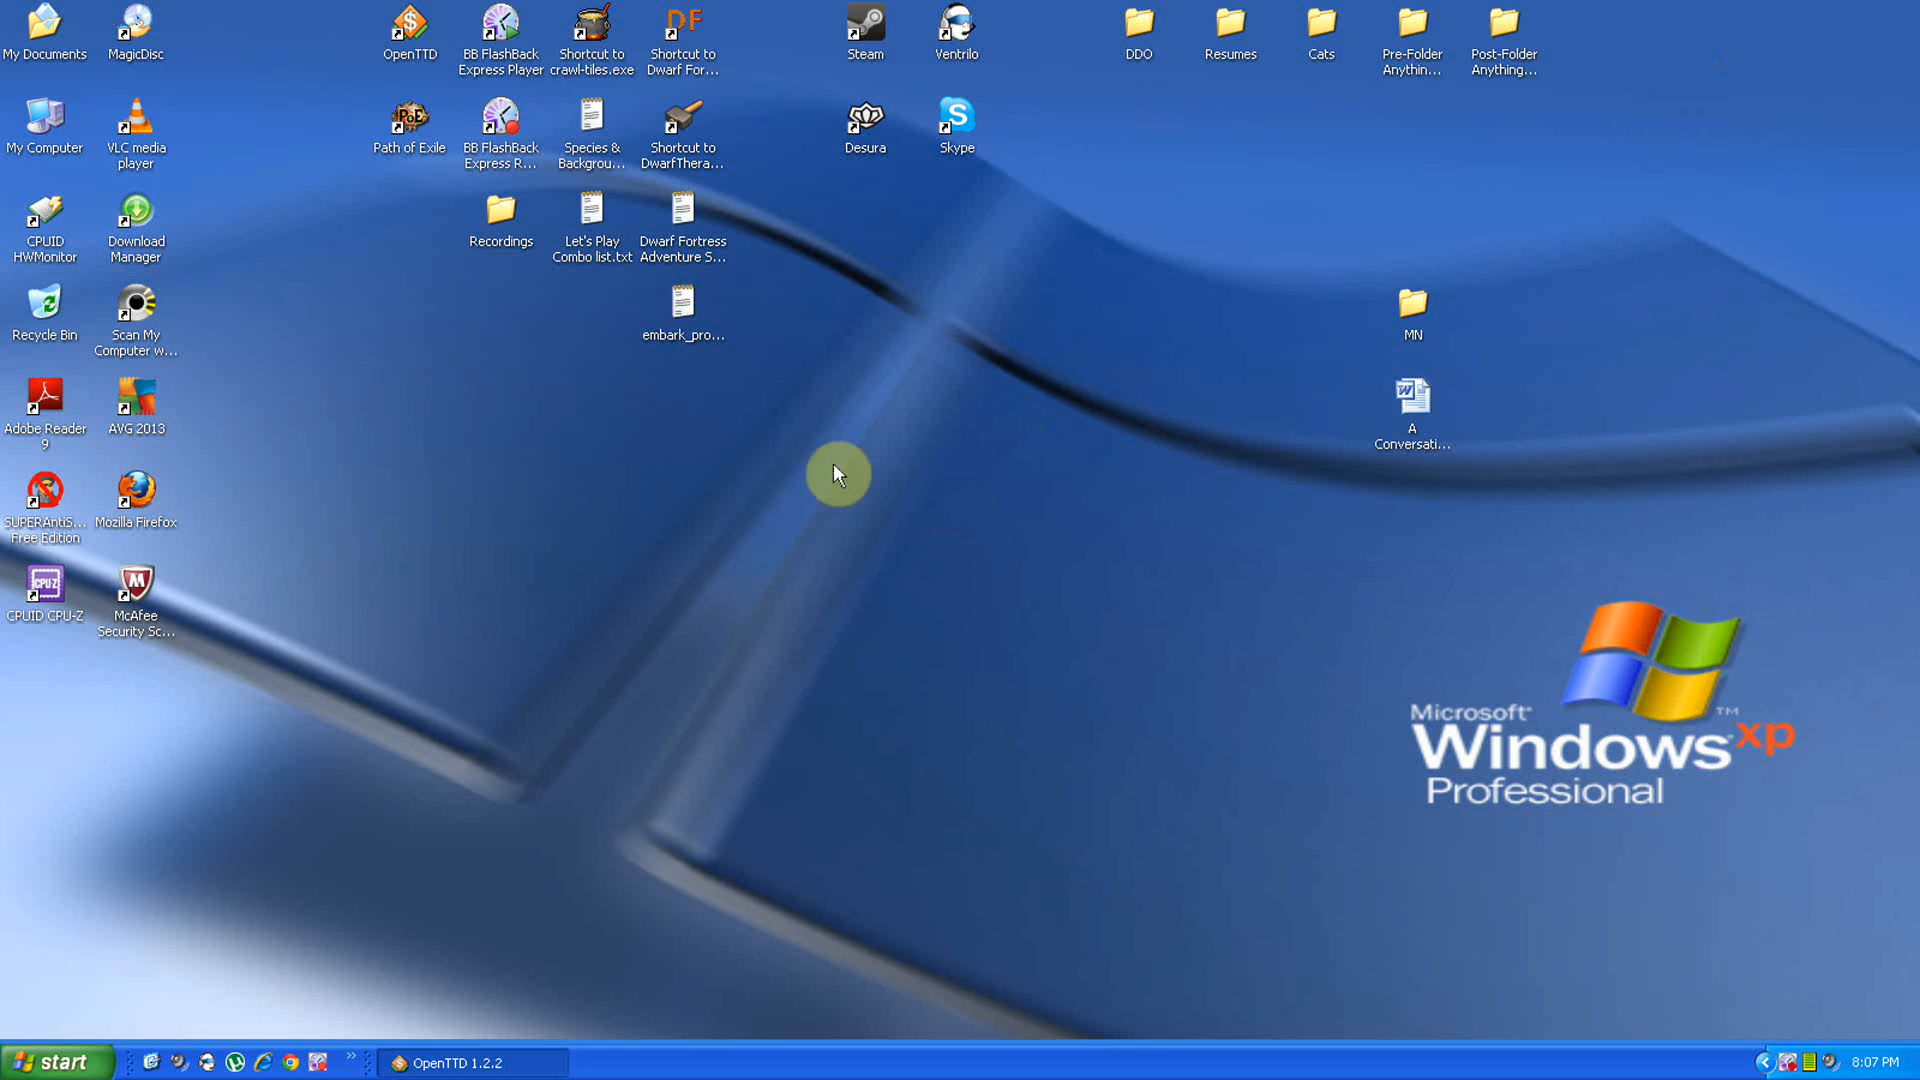 My Documents
MagicDisc
OpenTTD
BB FlashBack
Express Player
Shortcut to
crawl-tiles.exe
DF
Shortcut to
Dwarf For...
Steam
Ventrilo
DDO
Resumes
Cats
Pre-Folder
Anythin...
Post-Folder
Anything...
My Computer
VLC media
player
PoE
Path of Exile
BB FlashBack
Express R...
Species &
Backgrou...
Shortcut to
DwarfThera...
Desura
S
Skype
CPUID
HWMonitor
Download
Manager
Recordings
Let's Play
Combo list.txt
Dwarf Fortress
Adventure S...
Recycle Bin
Scan My
Computer w...
embark_pro...
MN
Adobe Reader
9
AVG 2013
W
A
Conversati...
SUPERAntiS...
Free Edition
Mozilla Firefox
CPU-Z
CPUID CPU-Z
M
McAfee
Security Sc...
Microsoft®
Windows xp
Professional
TM
start
OpenTTD 1.2.2
8:07 PM